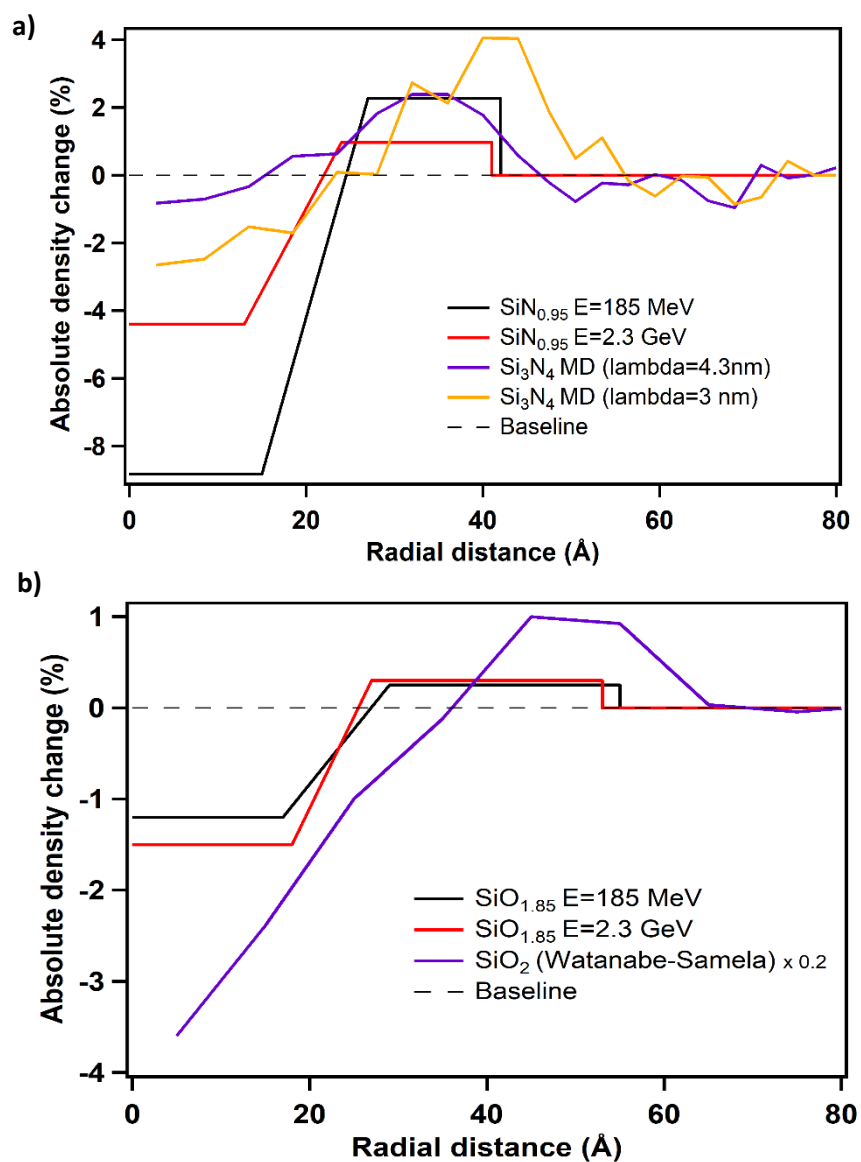 a)
Absolute density change (%)
4
2
0
-2
-4
-6
-8
SiN0.95 E=185 MeV
SiN0.95 E=2.3 GeV
Si3N4 MD (lambda=4.3nm)
Si3N4 MD (lambda=3 nm)
Baseline
0 20 40 60 80
Radial distance (Å)
b)
Absolute density change (%)
1
0
-1
-2
-3
-4
SiO1.85 E=185 MeV
SiO1.85 E=2.3 GeV
SiO2 (Watanabe-Samela) x 0.2
Baseline
0 20 40 60 80
Radial distance (Å)